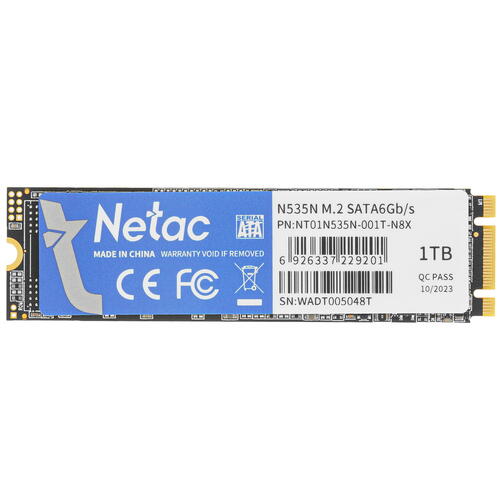 Netac
SERIAL
SATA
MADE IN CHINA WARRANTY VOID IF REMOVED
CE FC
N535N M.2 SATA6Gb/s
PN:NT01N535N-001T-N8X
6 926337 229201
SN:WADT005048T
1TB
QC PASS
10/2023